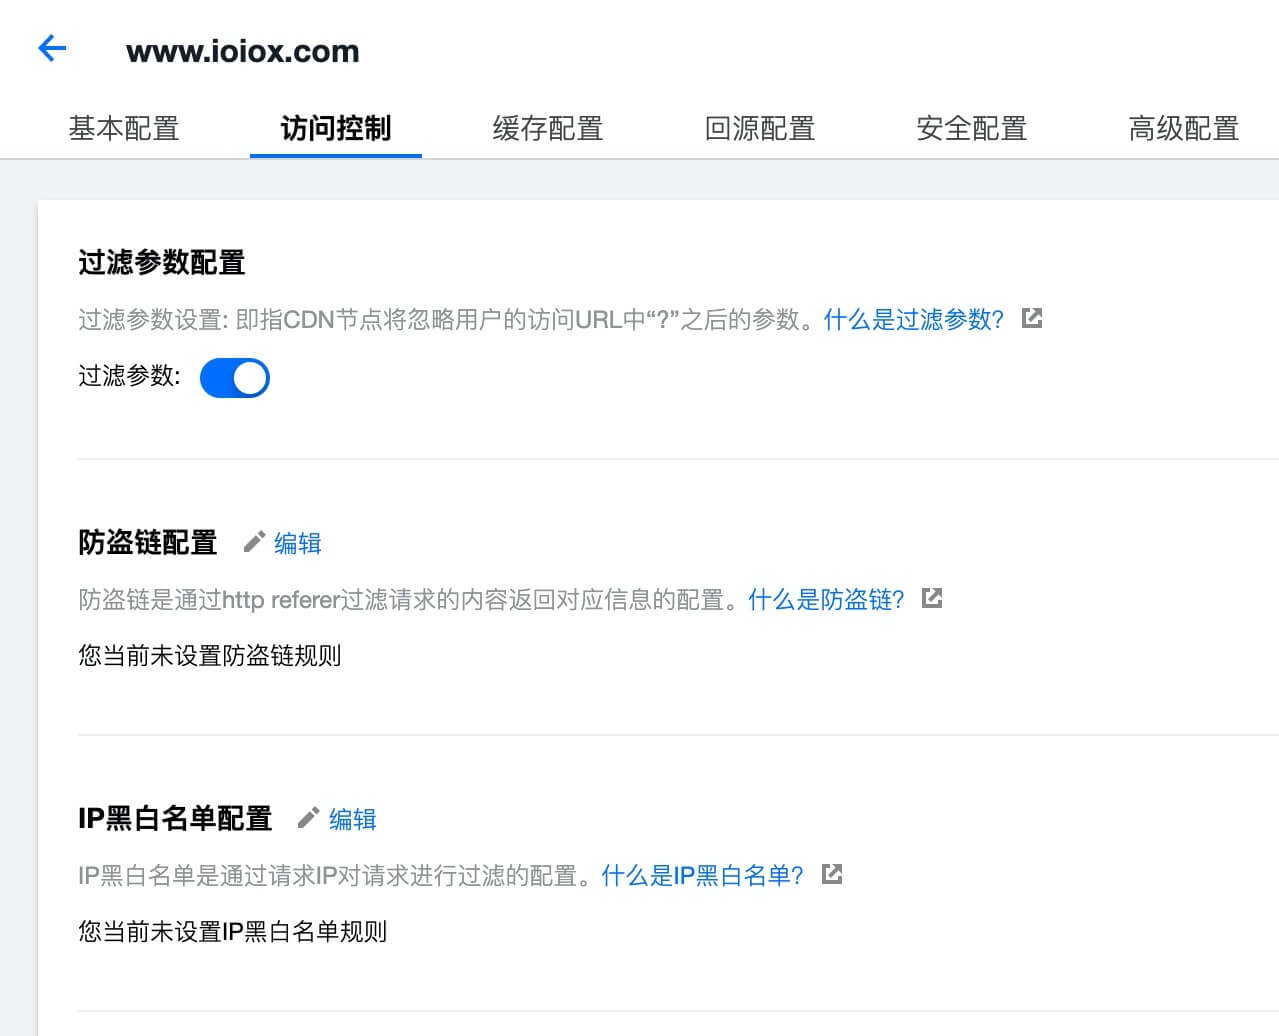 www.ioiox.com
基本配置 访问控制 缓存配置 回源配置 安全配置 高级配置
过滤参数配置
过滤参数设置: 即指CDN节点将忽略用户的访问URL中“?”之后的参数。什么是过滤参数?
过滤参数:
防盗链配置 编辑
防盗链是通过http referer过滤请求的内容返回对应信息的配置。什么是防盗链?
您当前未设置防盗链规则
IP黑白名单配置 编辑
IP黑白名单是通过请求IP对请求进行过滤的配置。什么是IP黑白名单?
您当前未设置IP黑白名单规则